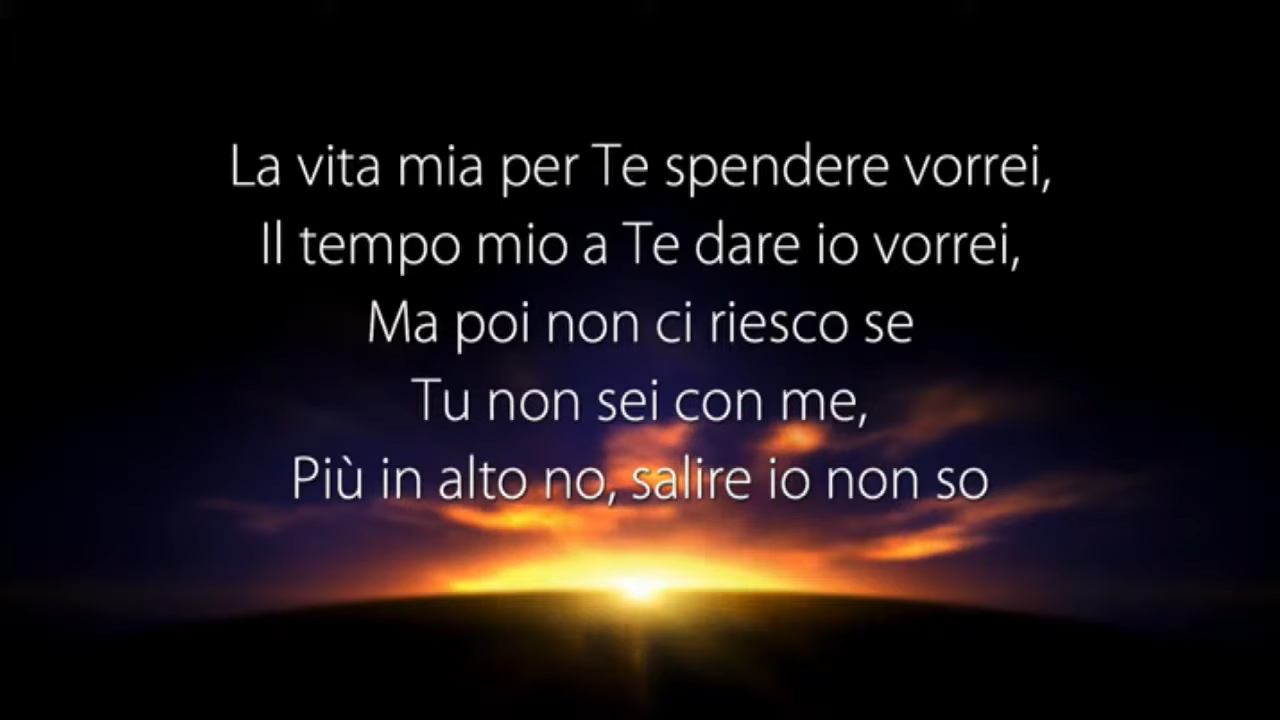 La vita mia per Te spendere vorrei,
Il tempo mio a Te dare io vorrei,
Ma poi non ci riesco se
Tu non sei con me,
Più in alto no, salire io non so